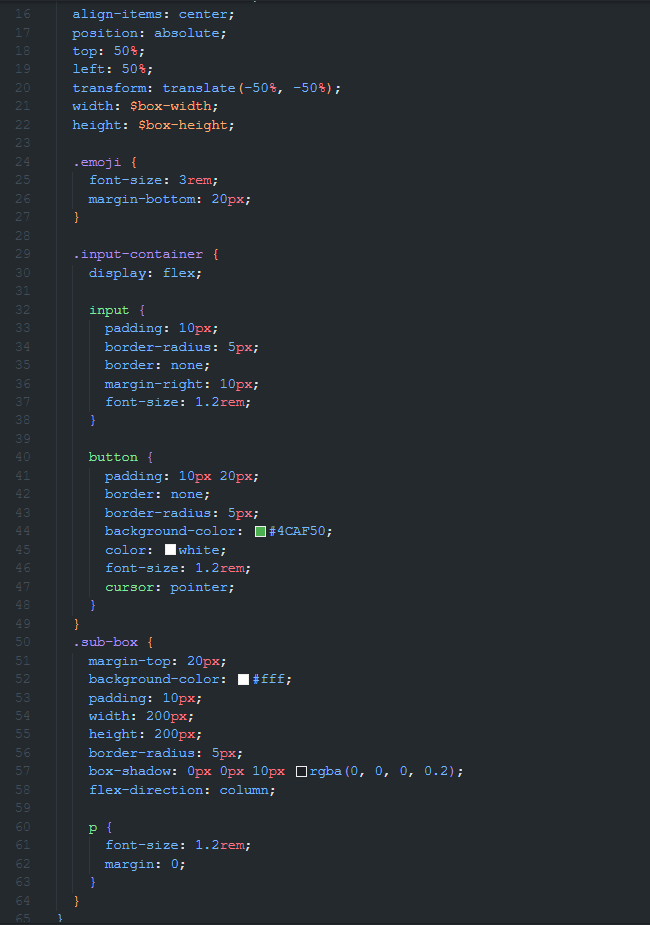 16 align-items: center;
17 position: absolute;
18 top: 50%;
19 left: 50%;
20 transform: translate(-50%, -50%);
21 width: $box-width;
22 height: $box-height;
23
24 .emoji {
25 font-size: 3rem;
26 margin-bottom: 20px;
27 }
28
29 .input-container {
30 display: flex;
31
32 input {
33 padding: 10px;
34 border-radius: 5px;
35 border: none;
36 margin-right: 10px;
37 font-size: 1.2rem;
38 }
39
40 button {
41 padding: 10px 20px;
42 border: none;
43 border-radius: 5px;
44 background-color: #4CAF50;
45 color: white;
46 font-size: 1.2rem;
47 cursor: pointer;
48 }
49 }
50 .sub-box {
51 margin-top: 20px;
52 background-color: #fff;
53 padding: 10px;
54 width: 200px;
55 height: 200px;
56 border-radius: 5px;
57 box-shadow: 0px 0px 10px rgba(0, 0, 0, 0.2);
58 flex-direction: column;
59
60 p {
61 font-size: 1.2rem;
62 margin: 0;
63 }
64 }
65 }